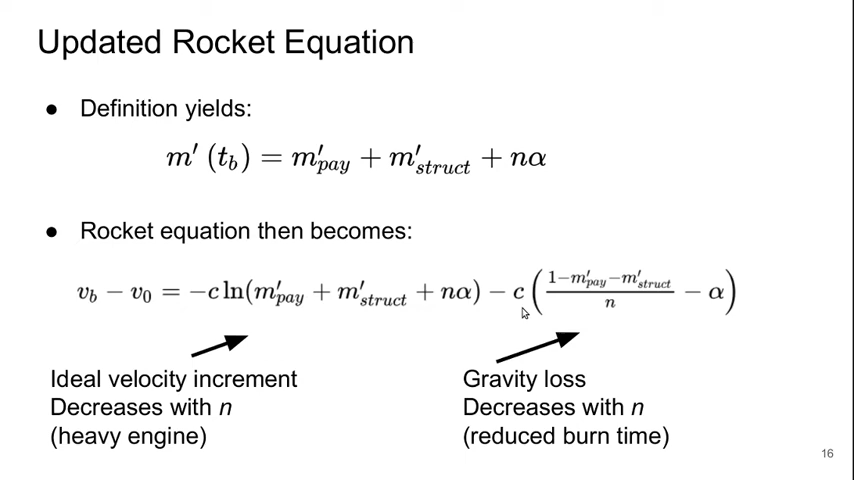 Updated Rocket Equation
● Definition yields:
m′ (t_b) = m′_pay + m′_struct + nα
● Rocket equation then becomes:
v_b − v_0 = −c ln(m′_pay + m′_struct + nα) − c((1−m′_pay−m′_struct)/n − α)
Ideal velocity increment
Decreases with n
(heavy engine)
Gravity loss
Decreases with n
(reduced burn time)
16